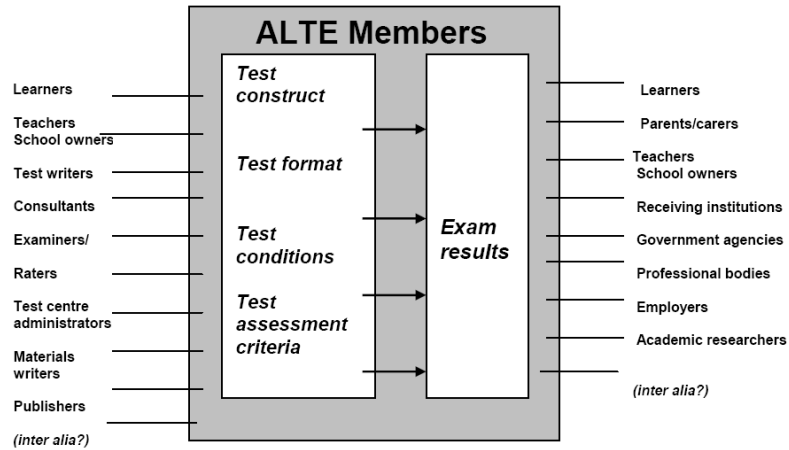 ALTE Members
Learners
Teachers
School owners
Test writers
Consultants
Examiners/
Raters
Test centre
administrators
Materials
writers
Publishers
(inter alia?)
Test
construct
Test format
Test
conditions
Test
assessment
criteria
Exam
results
Learners
Parents/carers
Teachers
School owners
Receiving institutions
Government agencies
Professional bodies
Employers
Academic researchers
(inter alia?)